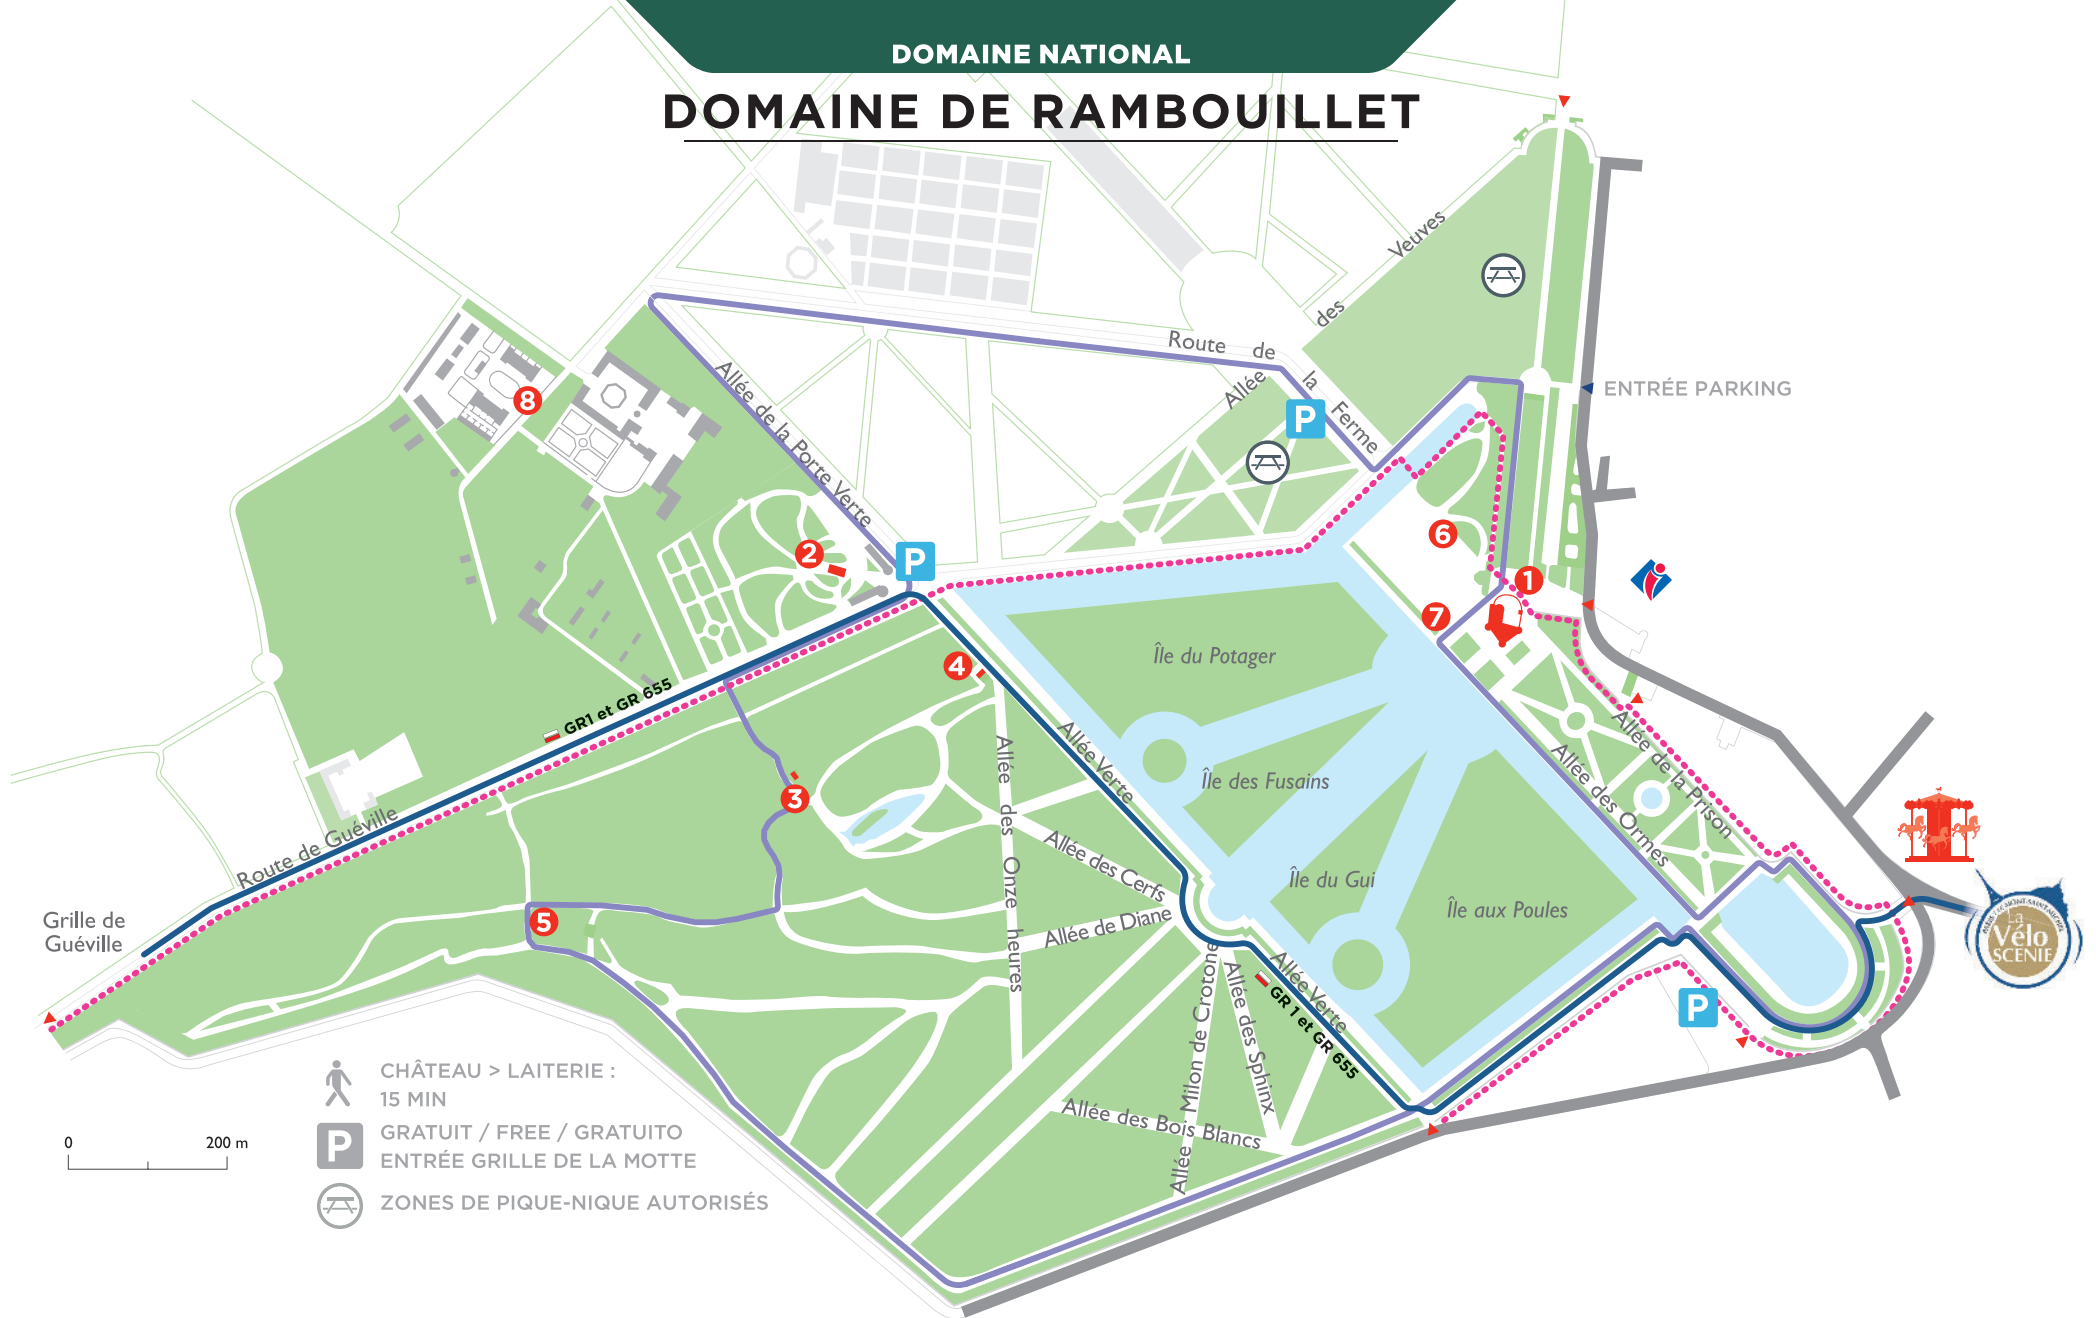 DOMAINE NATIONAL
DOMAINE DE RAMBOUILLET
Allée
des
Veuves
Route de
la
Ferme
P
ENTRÉE PARKING
8
Allée de la Porte Verte
2
P
6
1
7
4
Île du Potager
GR1 et GR 655
Allée Verte
Allée des Onze heures
Île des Fusains
Allée de la Prison
Allée des Ormes
3
Route de Guéville
Allée des Cerfs
Île du Gui
Île aux Poules
Grille de
Guéville
5
Allée de Diane
La
Vélo
SCÉNIE
Allée Verte
GR 1 et GR 655
Allée des Sphinx
Allée Milon de Crotone
P
Allée des Bois Blancs
CHÂTEAU > LAITERIE :
15 MIN
P
GRATUIT / FREE / GRATUITO
ENTRÉE GRILLE DE LA MOTTE
ZONES DE PIQUE-NIQUE AUTORISÉS
0 200 m